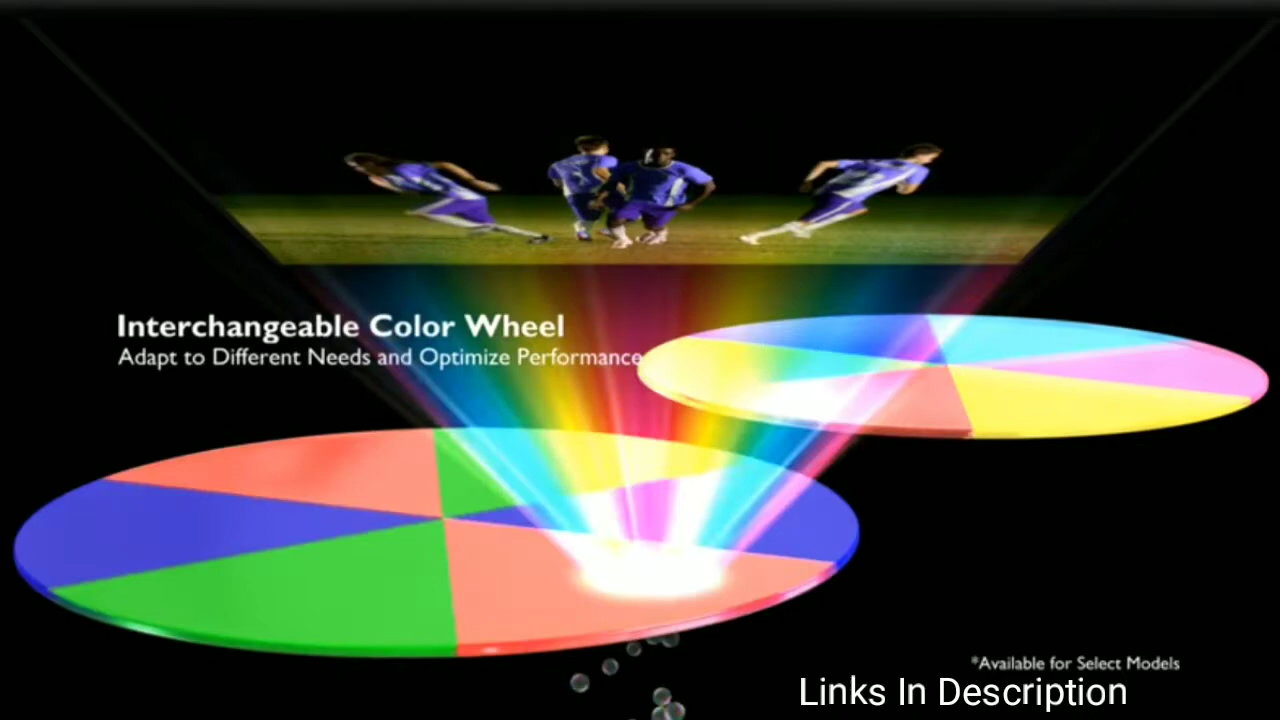 Interchangeable Color Wheel
Adapt to Different Needs and Optimize Performance
*Available for Select Models
Links In Description